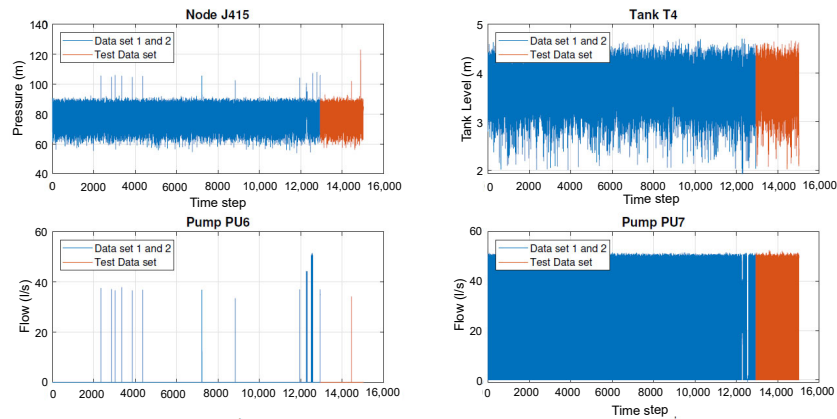 Node J415
140
120
100
80
60
40
Pressure (m)
Data set 1 and 2
Test Data set
0 2000 4000 6000 8000 10,000 12,000 14,000 16,000
Time step
Tank T4
5
4
3
2
Tank Level (m)
Data set 1 and 2
Test Data set
0 2000 4000 6000 8000 10,000 12,000 14,000 16,000
Time step
Pump PU6
60
40
20
0
Flow (l/s)
Data set 1 and 2
Test Data set
0 2000 4000 6000 8000 10,000 12,000 14,000 16,000
Pump PU7
60
40
20
0
Flow (l/s)
Data set 1 and 2
Test Data set
0 2000 4000 6000 8000 10,000 12,000 14,000 16,000
Time step